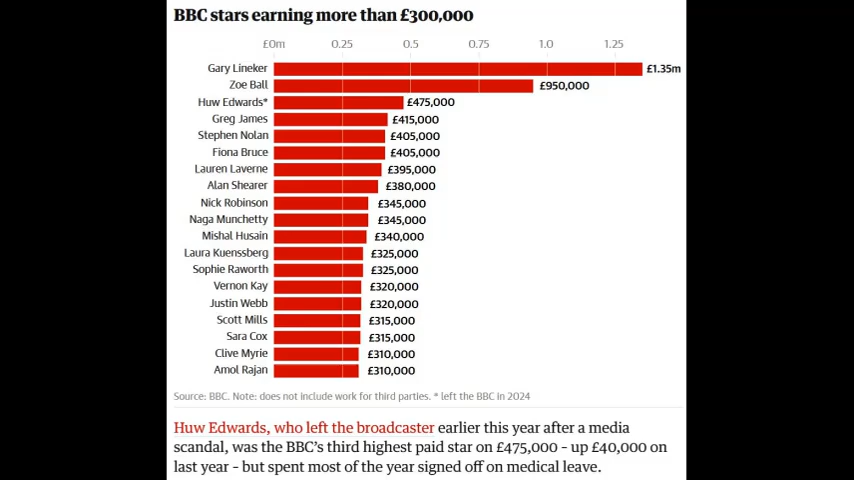 BBC stars earning more than £300,000
£0m 0.25 0.5 0.75 1.0 1.25
Gary Lineker £1.35m
Zoe Ball £950,000
Huw Edwards* £475,000
Greg James £415,000
Stephen Nolan £405,000
Fiona Bruce £405,000
Lauren Laverne £395,000
Alan Shearer £380,000
Nick Robinson £345,000
Naga Munchetty £345,000
Mishal Husain £340,000
Laura Kuenssberg £325,000
Sophie Raworth £325,000
Vernon Kay £320,000
Justin Webb £320,000
Scott Mills £315,000
Sara Cox £315,000
Clive Myrie £310,000
Amol Rajan £310,000
Source: BBC. Note: does not include work for third parties. * left the BBC in 2024
Huw Edwards, who left the broadcaster earlier this year after a media
scandal, was the BBC's third highest paid star on £475,000 – up £40,000 on
last year – but spent most of the year signed off on medical leave.